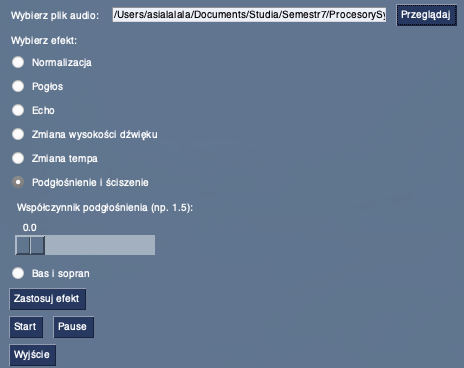 Wybierz plik audio: /Users/asialalala/Documents/Studia/Semestr7/ProcesorySy Przeglądaj
Wybierz efekt:
Normalizacja
Pogłos
Echo
Zmiana wysokości dźwięku
Zmiana tempa
Podgłośnienie i ściszenie
Współczynnik podgłośnienia (np. 1.5):
0.0
Bas i sopran
Zastosuj efekt
Start Pause
Wyjście